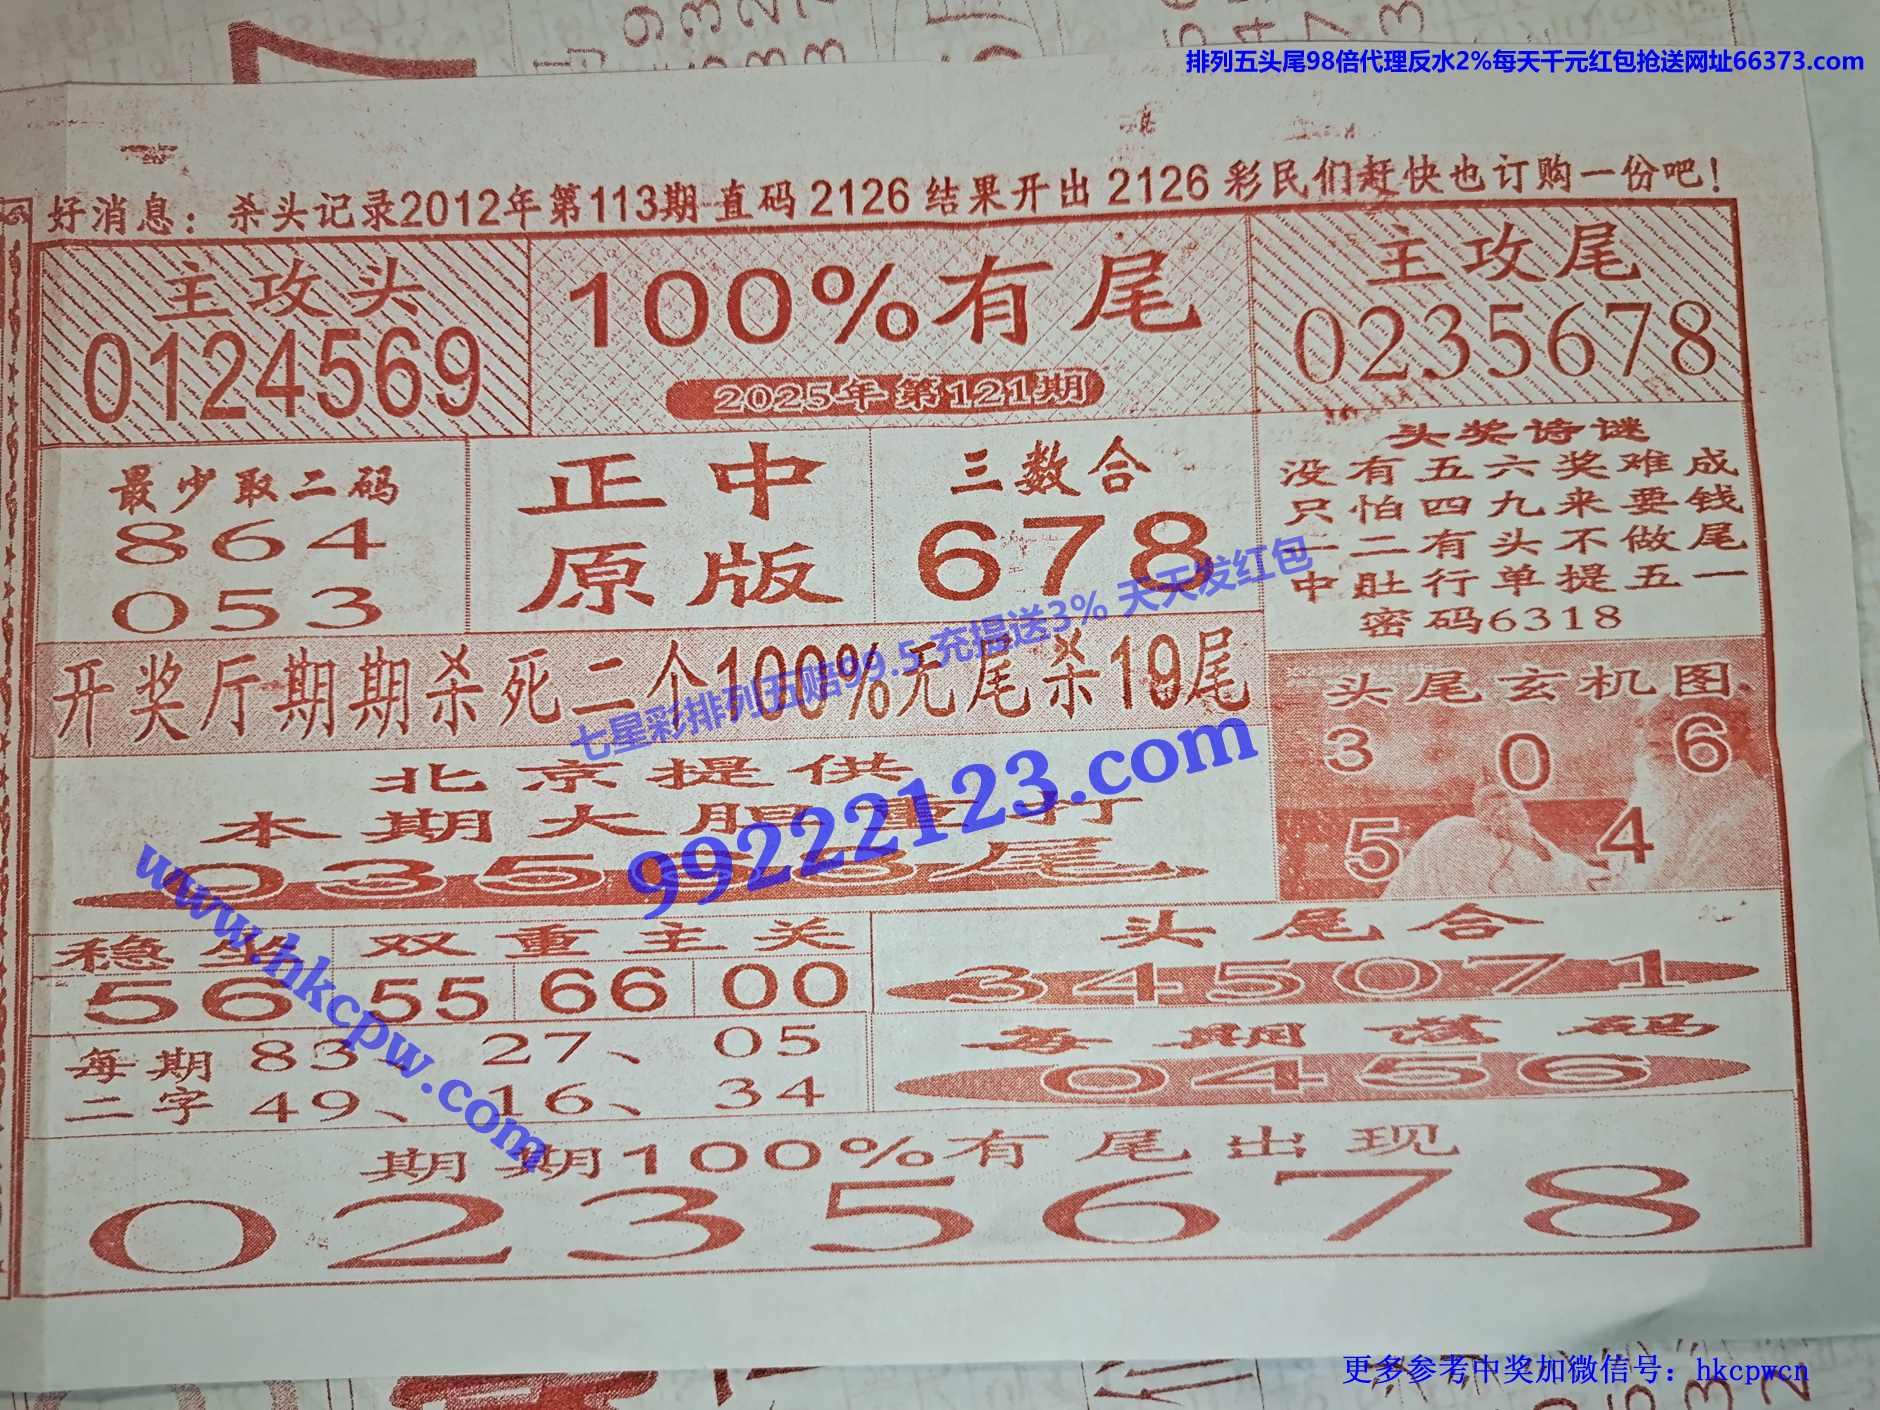 排列五头尾98倍代理反水2%每天千元红包抢送网址66373.com
好消息：杀头记录2012年第113期 直码 2126 结果开出 2126 彩民们赶快也订购一份吧！
主攻头
0124569
100%有尾
2025年第121期
主攻尾
0235678
最少取二码
864
053
正中
原版
三数合
678
头奖诗谜
没有五六奖难成
只怕四九来要钱
一二有头不做尾
中肚行单提五一
密码6318
开奖厅期期杀死二个100%无尾杀19尾
七星彩排列五赔99.5 充提送3% 天天发红包
99222123.com
www.hkcpw.com
头尾玄机图
3 0 6
5 4
北京提供
本期大胆重打
尾
稳坐
56
双重主关
55 66 00
头尾合
345071
每期
二字
83 27、 05
49、 16、 34
每期落码
0456
期期100%有尾出现
0235678
更多参考中奖加微信号：hkcpwcn